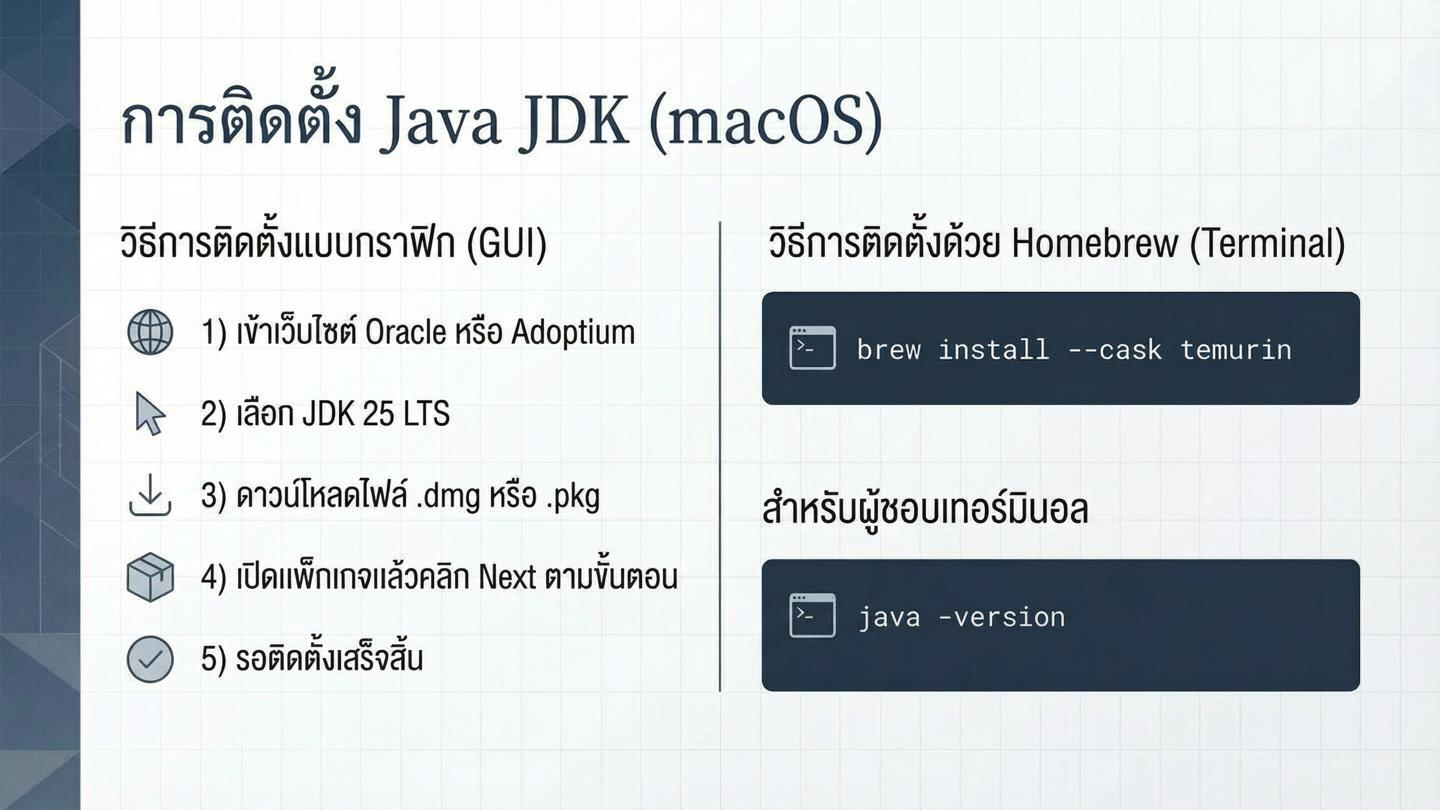 การติดตั้ง Java JDK (macOS)
วิธีการติดตั้งแบบกราฟิก (GUI)
1) เข้าเว็บไซต์ Oracle หรือ Adoptium
2) เลือก JDK 25 LTS
3) ดาวน์โหลดไฟล์ .dmg หรือ .pkg
4) เปิดแพ็กเกจแล้วคลิก Next ตามขั้นตอน
5) รอติดตั้งเสร็จสิ้น
วิธีการติดตั้งด้วย Homebrew (Terminal)
brew install --cask temurin
สำหรับผู้ชอบเทอร์มินอล
java -version